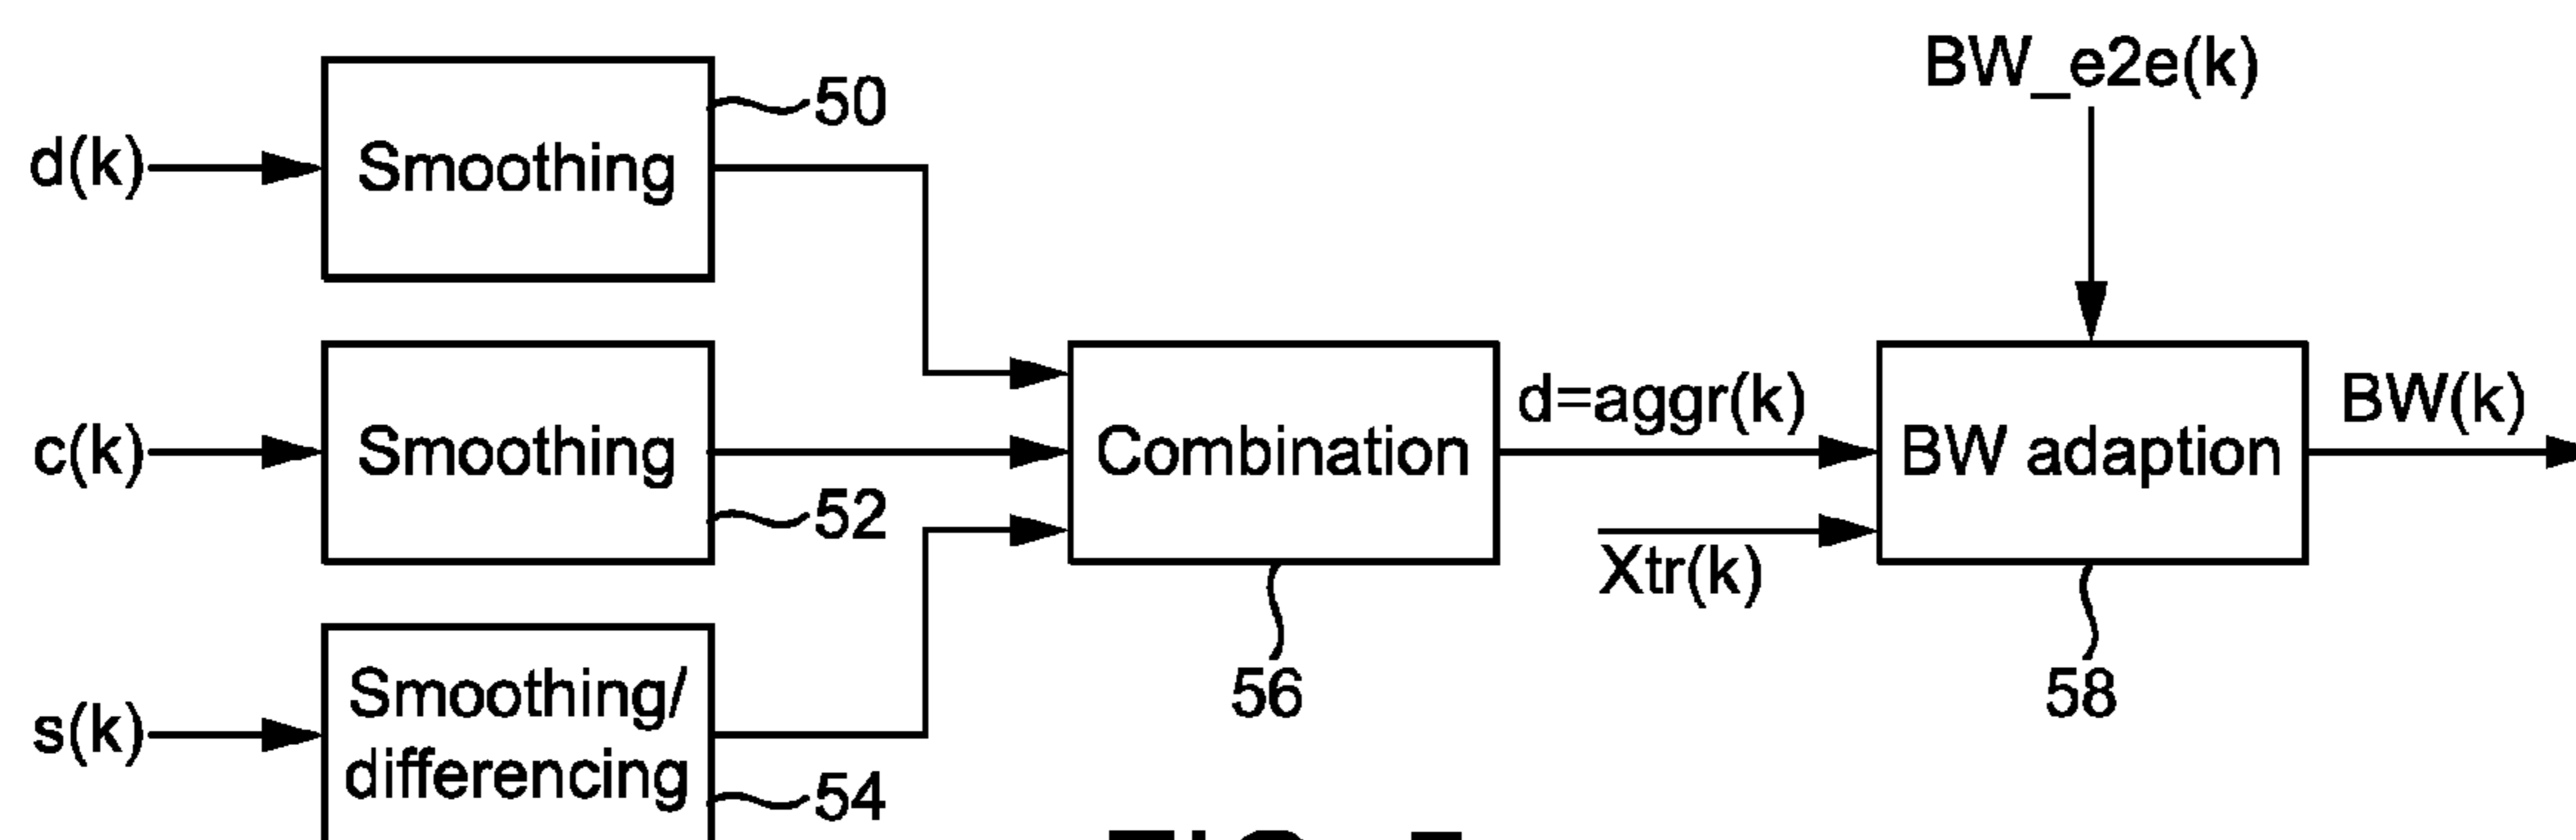 BW_e2e(k)
50
d(k)
Smoothing
d=aggr(k)
BW(k)
c(k)
Smoothing
Combination
BW adaption
52
Xtr(k)
56
58
s(k)
Smoothing/
differencing
54